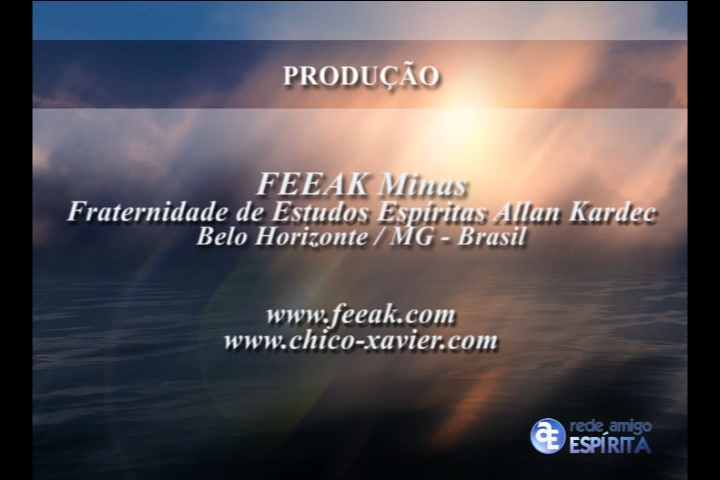 PRODUÇÃO
FEEAK Minas
Fraternidade de Estudos Espíritas Allan Kardec
Belo Horizonte / MG - Brasil
www.feeak.com
www.chico-xavier.com
rede amigo
ESPÍRITA